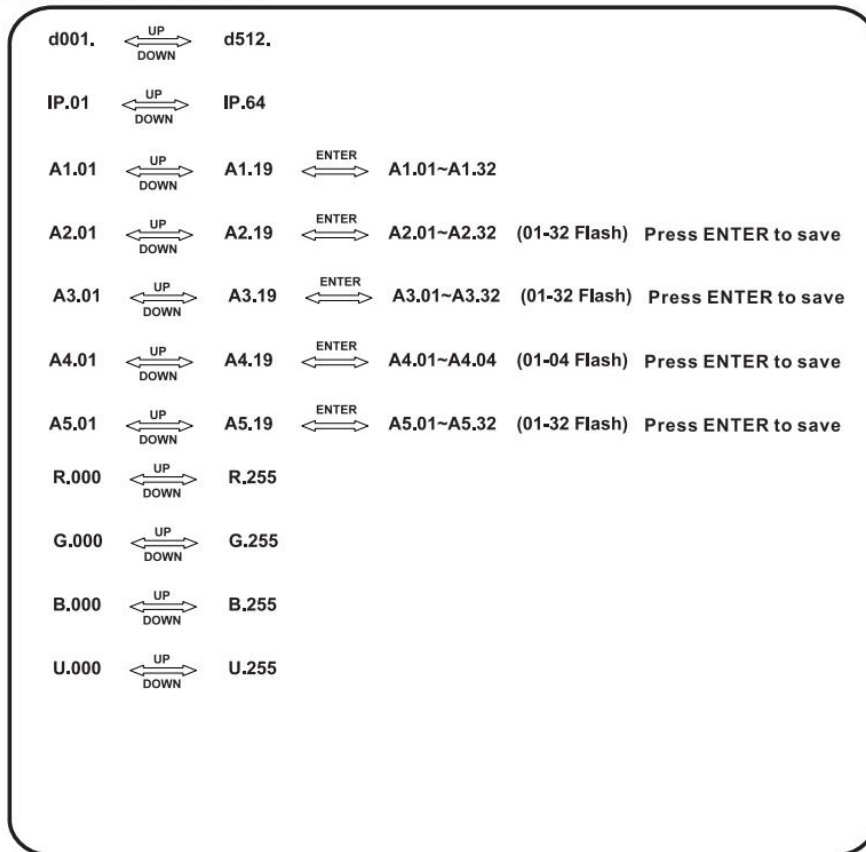 d001. UP DOWN d512.
IP.01 UP DOWN IP.64
A1.01 UP DOWN A1.19 ENTER A1.01~A1.32
A2.01 UP DOWN A2.19 ENTER A2.01~A2.32 (01-32 Flash) Press ENTER to save
A3.01 UP DOWN A3.19 ENTER A3.01~A3.32 (01-32 Flash) Press ENTER to save
A4.01 UP DOWN A4.19 ENTER A4.01~A4.04 (01-04 Flash) Press ENTER to save
A5.01 UP DOWN A5.19 ENTER A5.01~A5.32 (01-32 Flash) Press ENTER to save
R.000 UP DOWN R.255
G.000 UP DOWN G.255
B.000 UP DOWN B.255
U.000 UP DOWN U.255